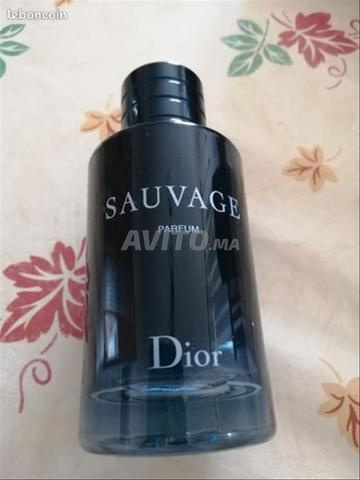 leboncoin
SAUVAGE
PARFUM
AVITO.MA
Dior